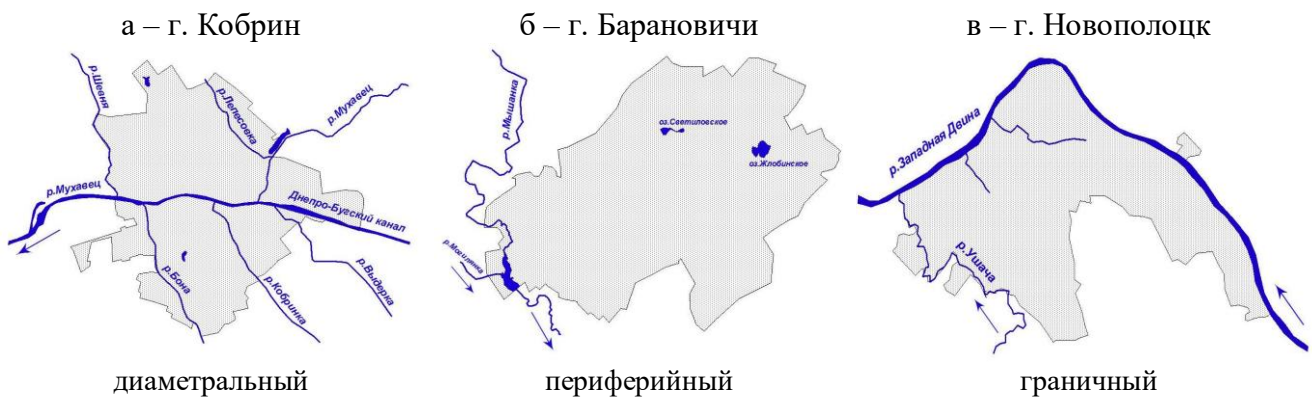 а – г. Кобрин
б – г. Барановичи
в – г. Новополоцк
р.Шевня
р.Лепесовка
р.Мухавец
р.Мухавец
Днепро-Бугский канал
р.Бона
р.Кобринка
р.Выдерка
р.Мышанка
оз.Светиловское
оз.Жлобинское
р.Западная Двина
р.Ушача
диаметральный
периферийный
граничный